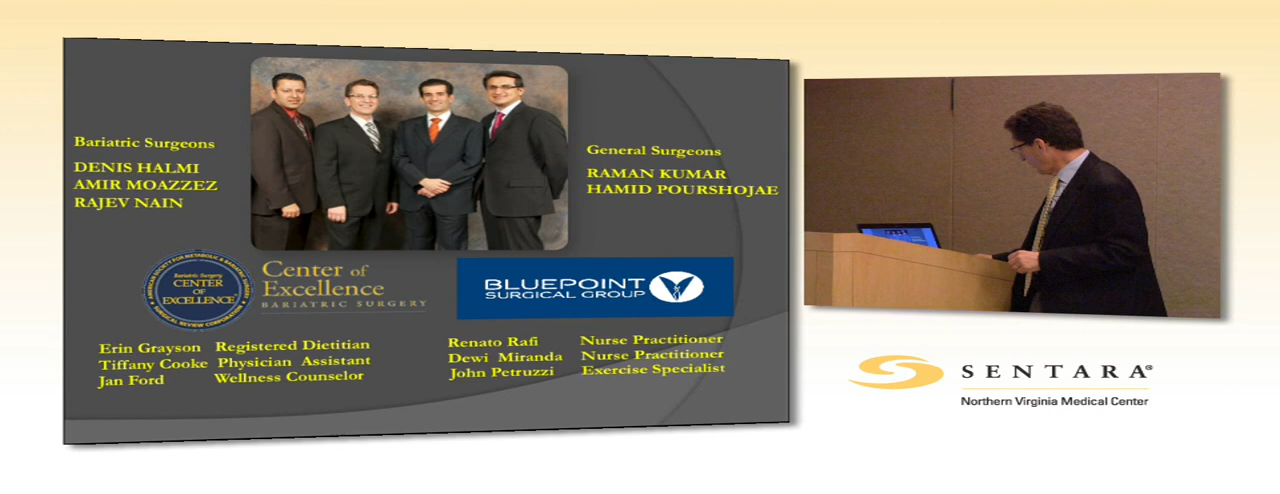 Bariatric Surgeons
DENIS HALMI
AMIR MOAZZEZ
RAJEV NAIN
General Surgeons
RAMAN KUMAR
HAMID POURSHOJAE
AMERICAN SOCIETY FOR METABOLIC & BARIATRIC SURGERY
Bariatric Surgery
CENTER
OF
EXCELLENCE
SURGICAL REVIEW CORPORATION
Center of
Excellence
BARIATRIC SURGERY
BLUEPOINT
SURGICAL GROUP
Erin Grayson Registered Dietitian
Tiffany Cooke Physician Assistant
Jan Ford Wellness Counselor
Renato Rafi Nurse Practitioner
Dewi Miranda Nurse Practitioner
John Petruzzi Exercise Specialist
SENTARA®
Northern Virginia Medical Center